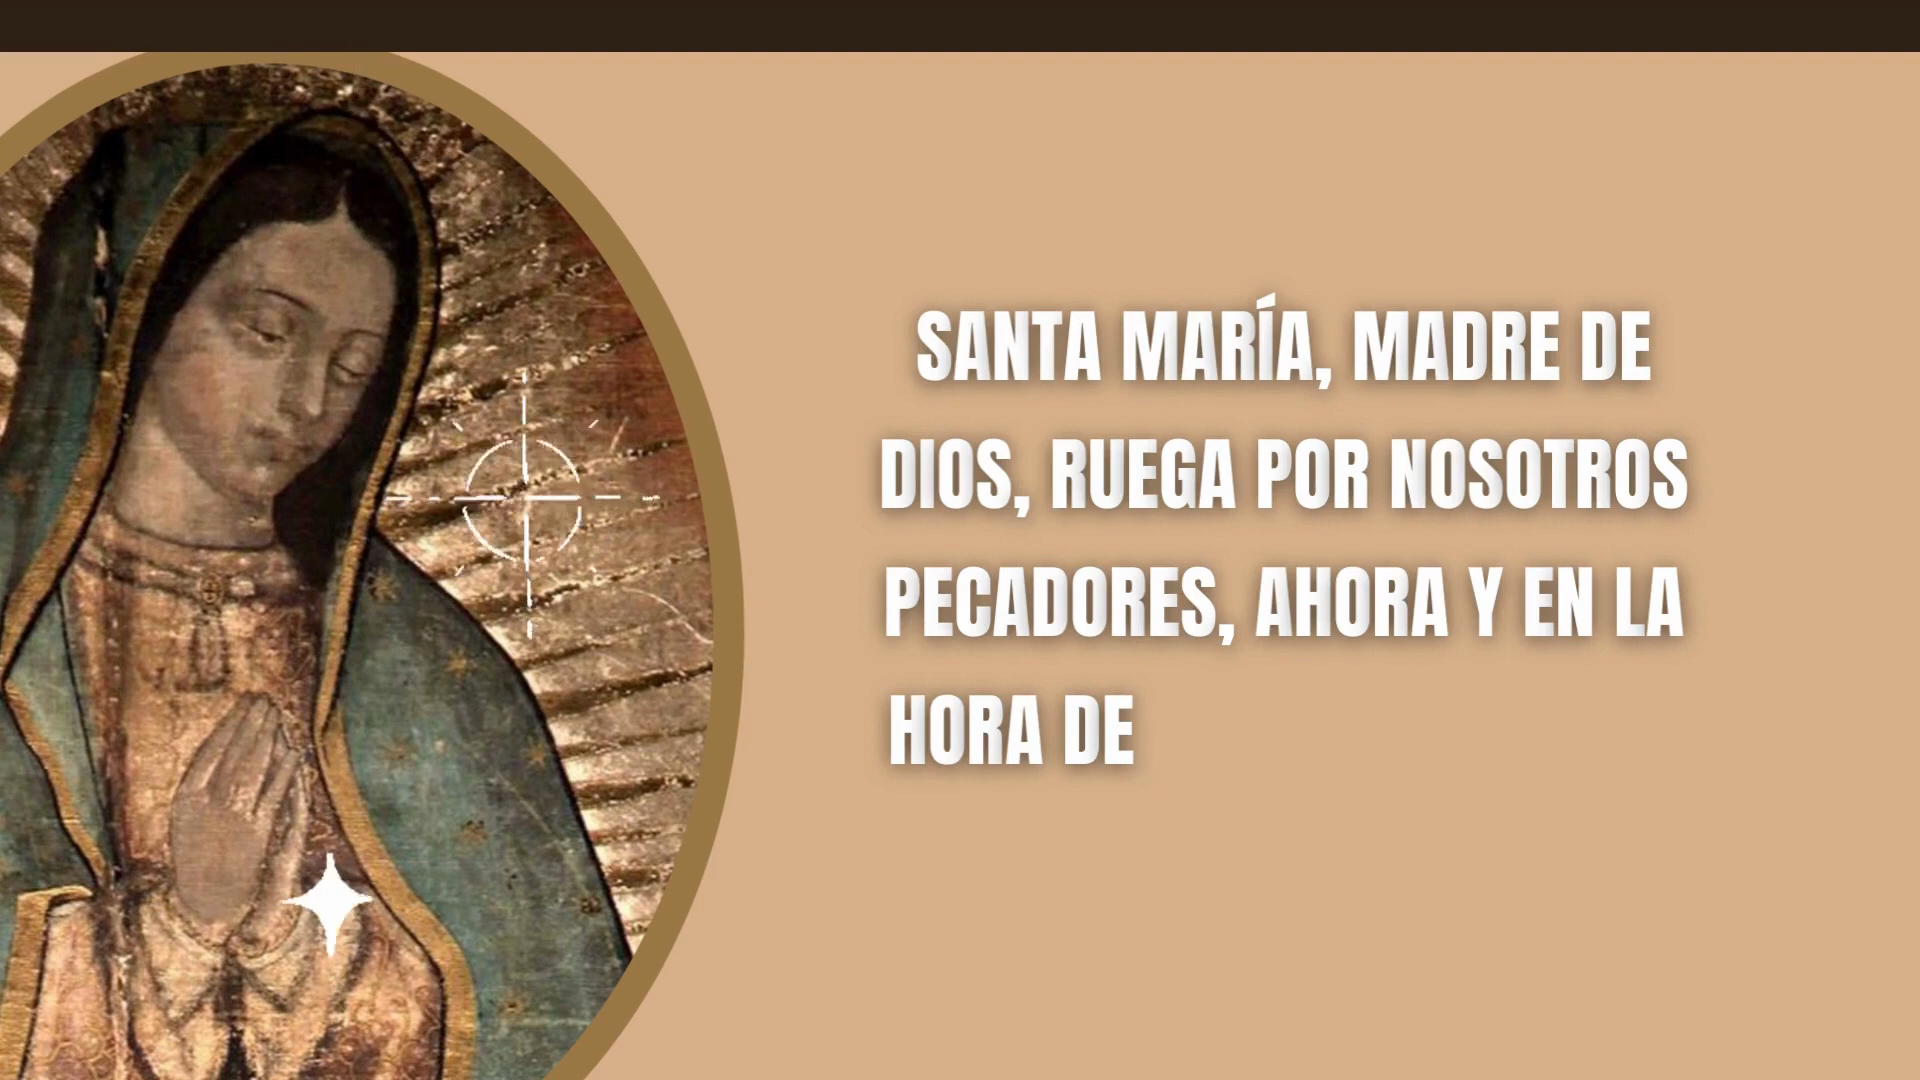 SANTA MARÍA, MADRE DE
DIOS, RUEGA POR NOSOTROS
PECADORES, AHORA Y EN LA
HORA DE